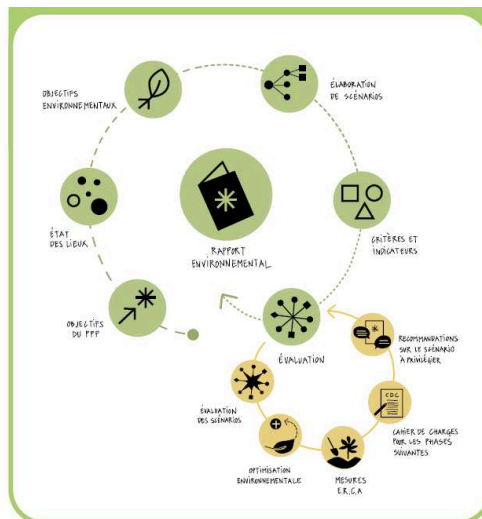 OBJECTIFS
ENVIRONNEMENTAUX
ÉLABORATION
DE SCÉNARIOS
ÉTAT
DES LIEUX
RAPPORT
ENVIRONNEMENTAL
CRITÈRES ET
INDICATEURS
OBJECTIFS
DU PPP
ÉVALUATION
RECOMMANDATIONS
SUR LE SCÉNARIO
À PRIVILÉGIER
ÉVALUATION
DES SCÉNARIOS
CDC
CAHIER DE CHARGES
POUR LES PHASES
SUIVANTES
OPTIMISATION
ENVIRONNEMENTALE
MESURES
E.R.C.A